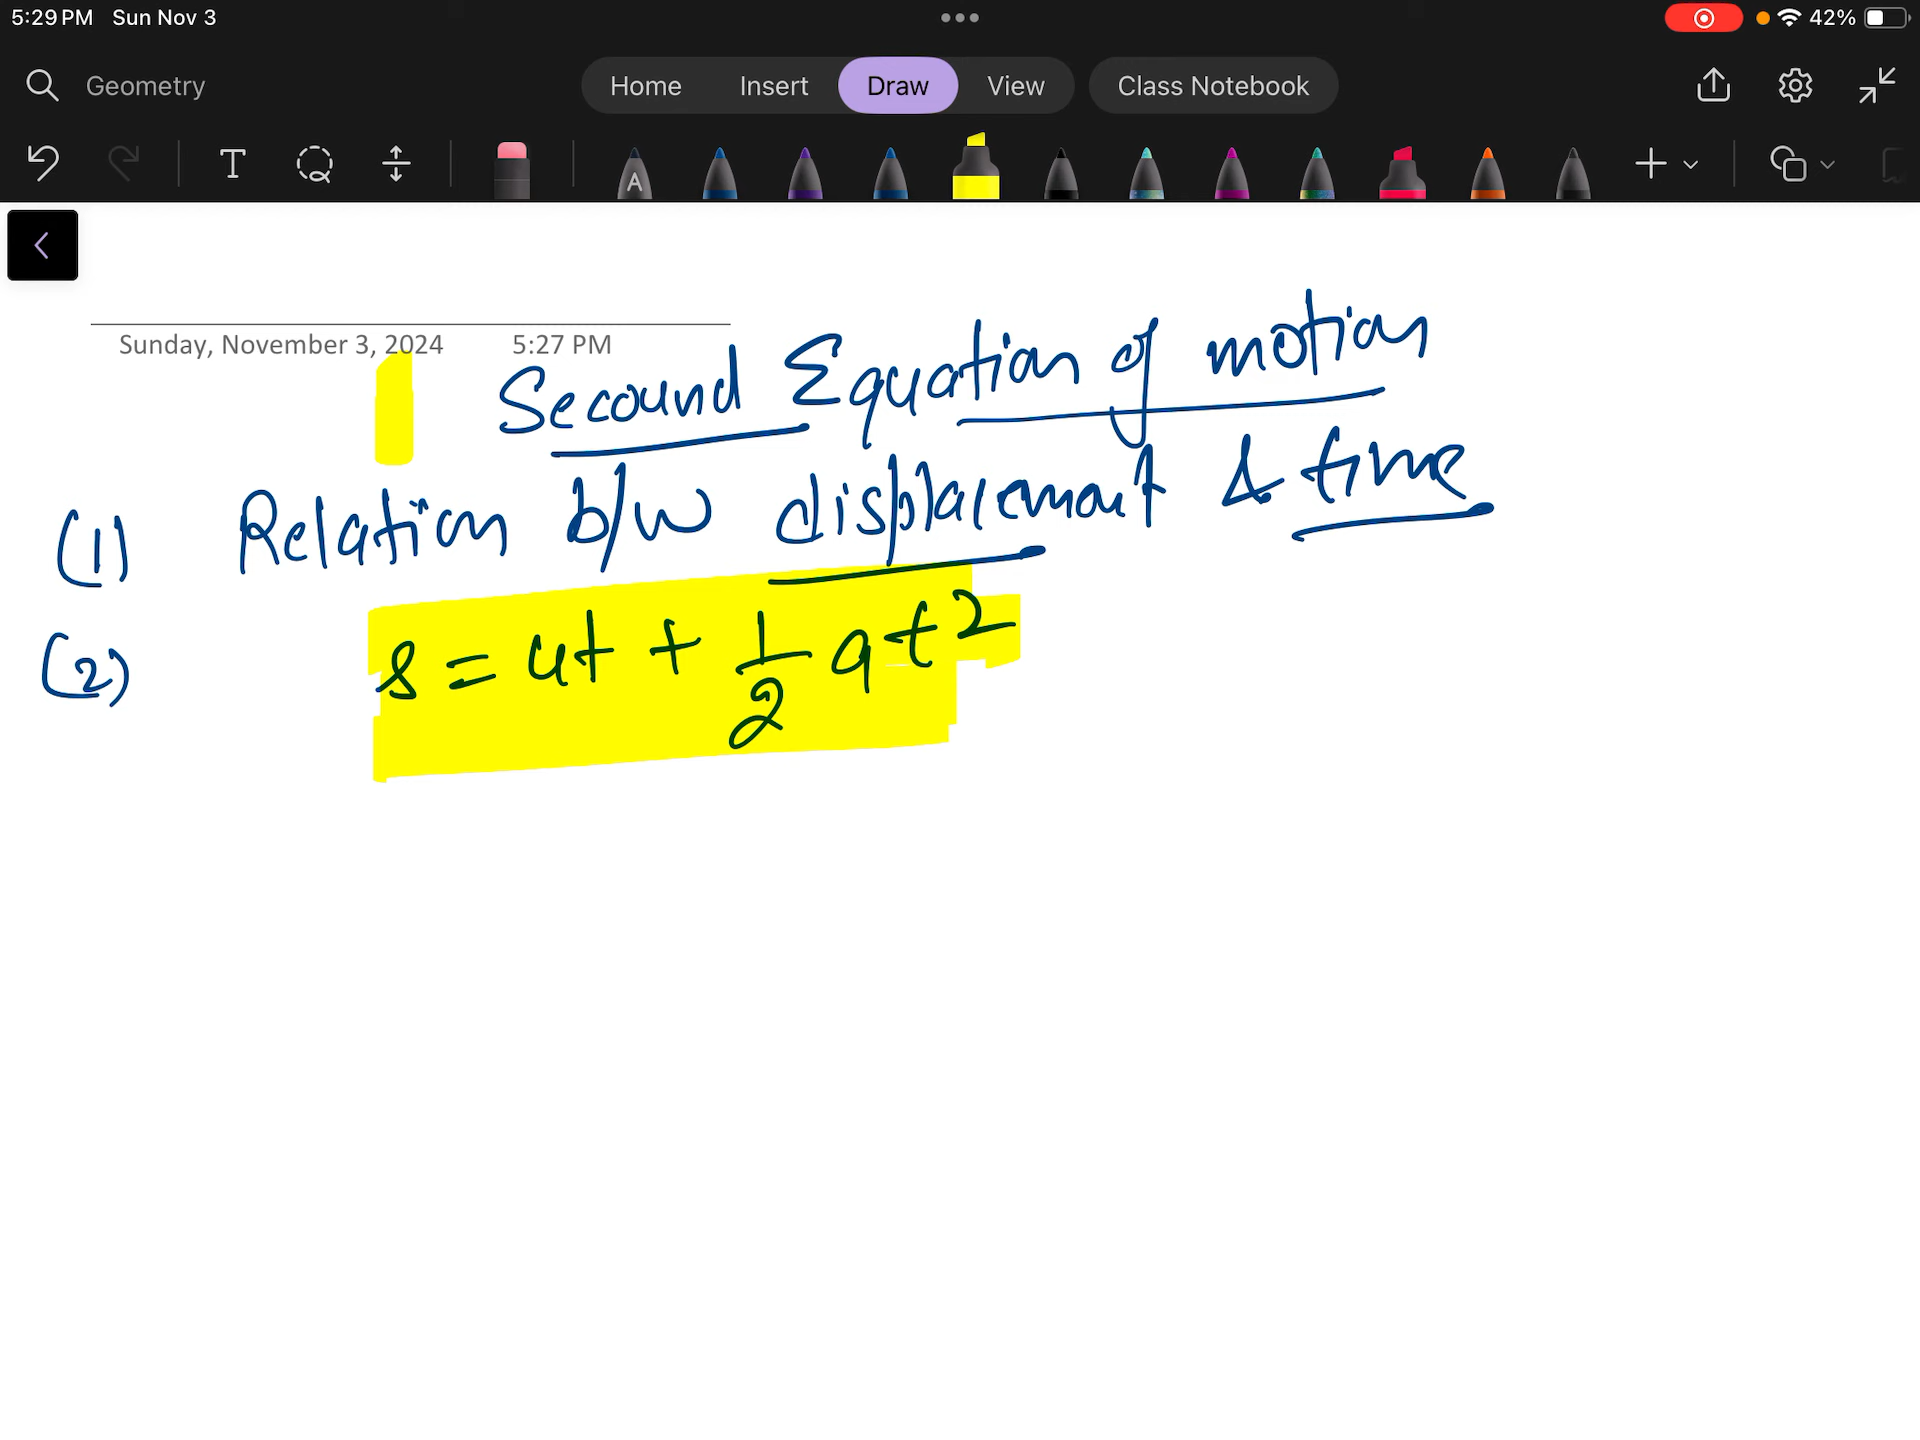 5:29 PM Sun Nov 3 42%
Geometry Home Insert Draw View Class Notebook
T A
Sunday, November 3, 2024 5:27 PM
Secound Equation of motion
(1) Relation b/w displacement & time
(2) s = ut + 1/2 at²